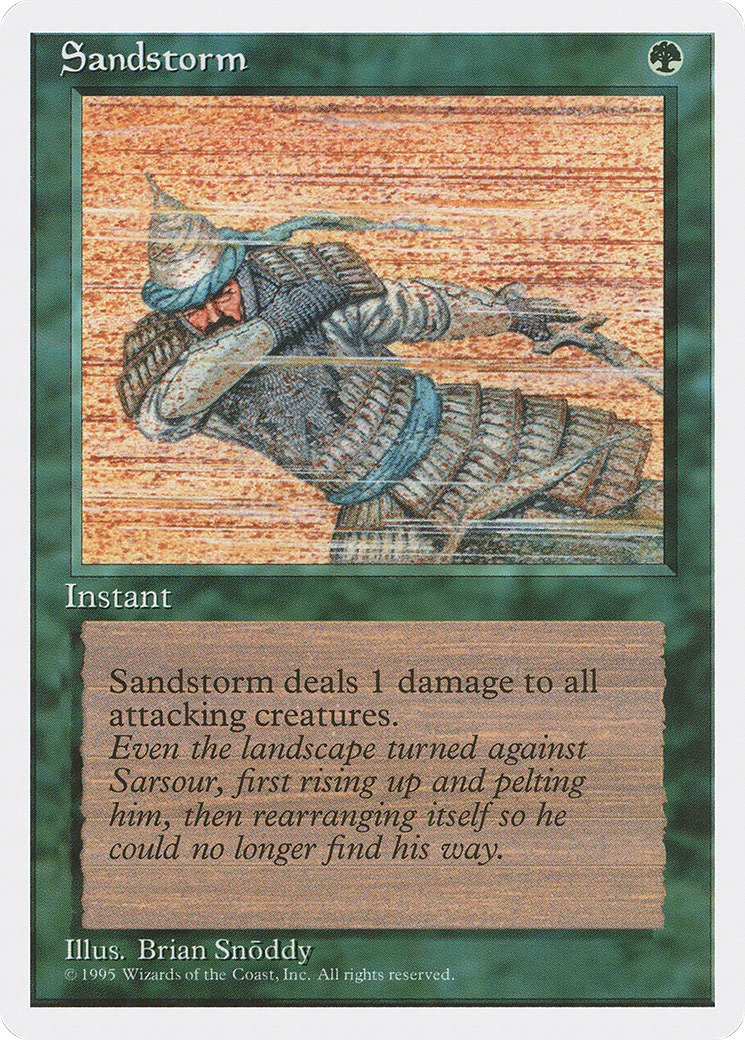 Sandstorm
Instant
Sandstorm deals 1 damage to all
attacking creatures.
Even the landscape turned against
Sarsour, first rising up and pelting
him, then rearranging itself so he
could no longer find his way.
Illus. Brian Snōddy
© 1995 Wizards of the Coast, Inc. All rights reserved.